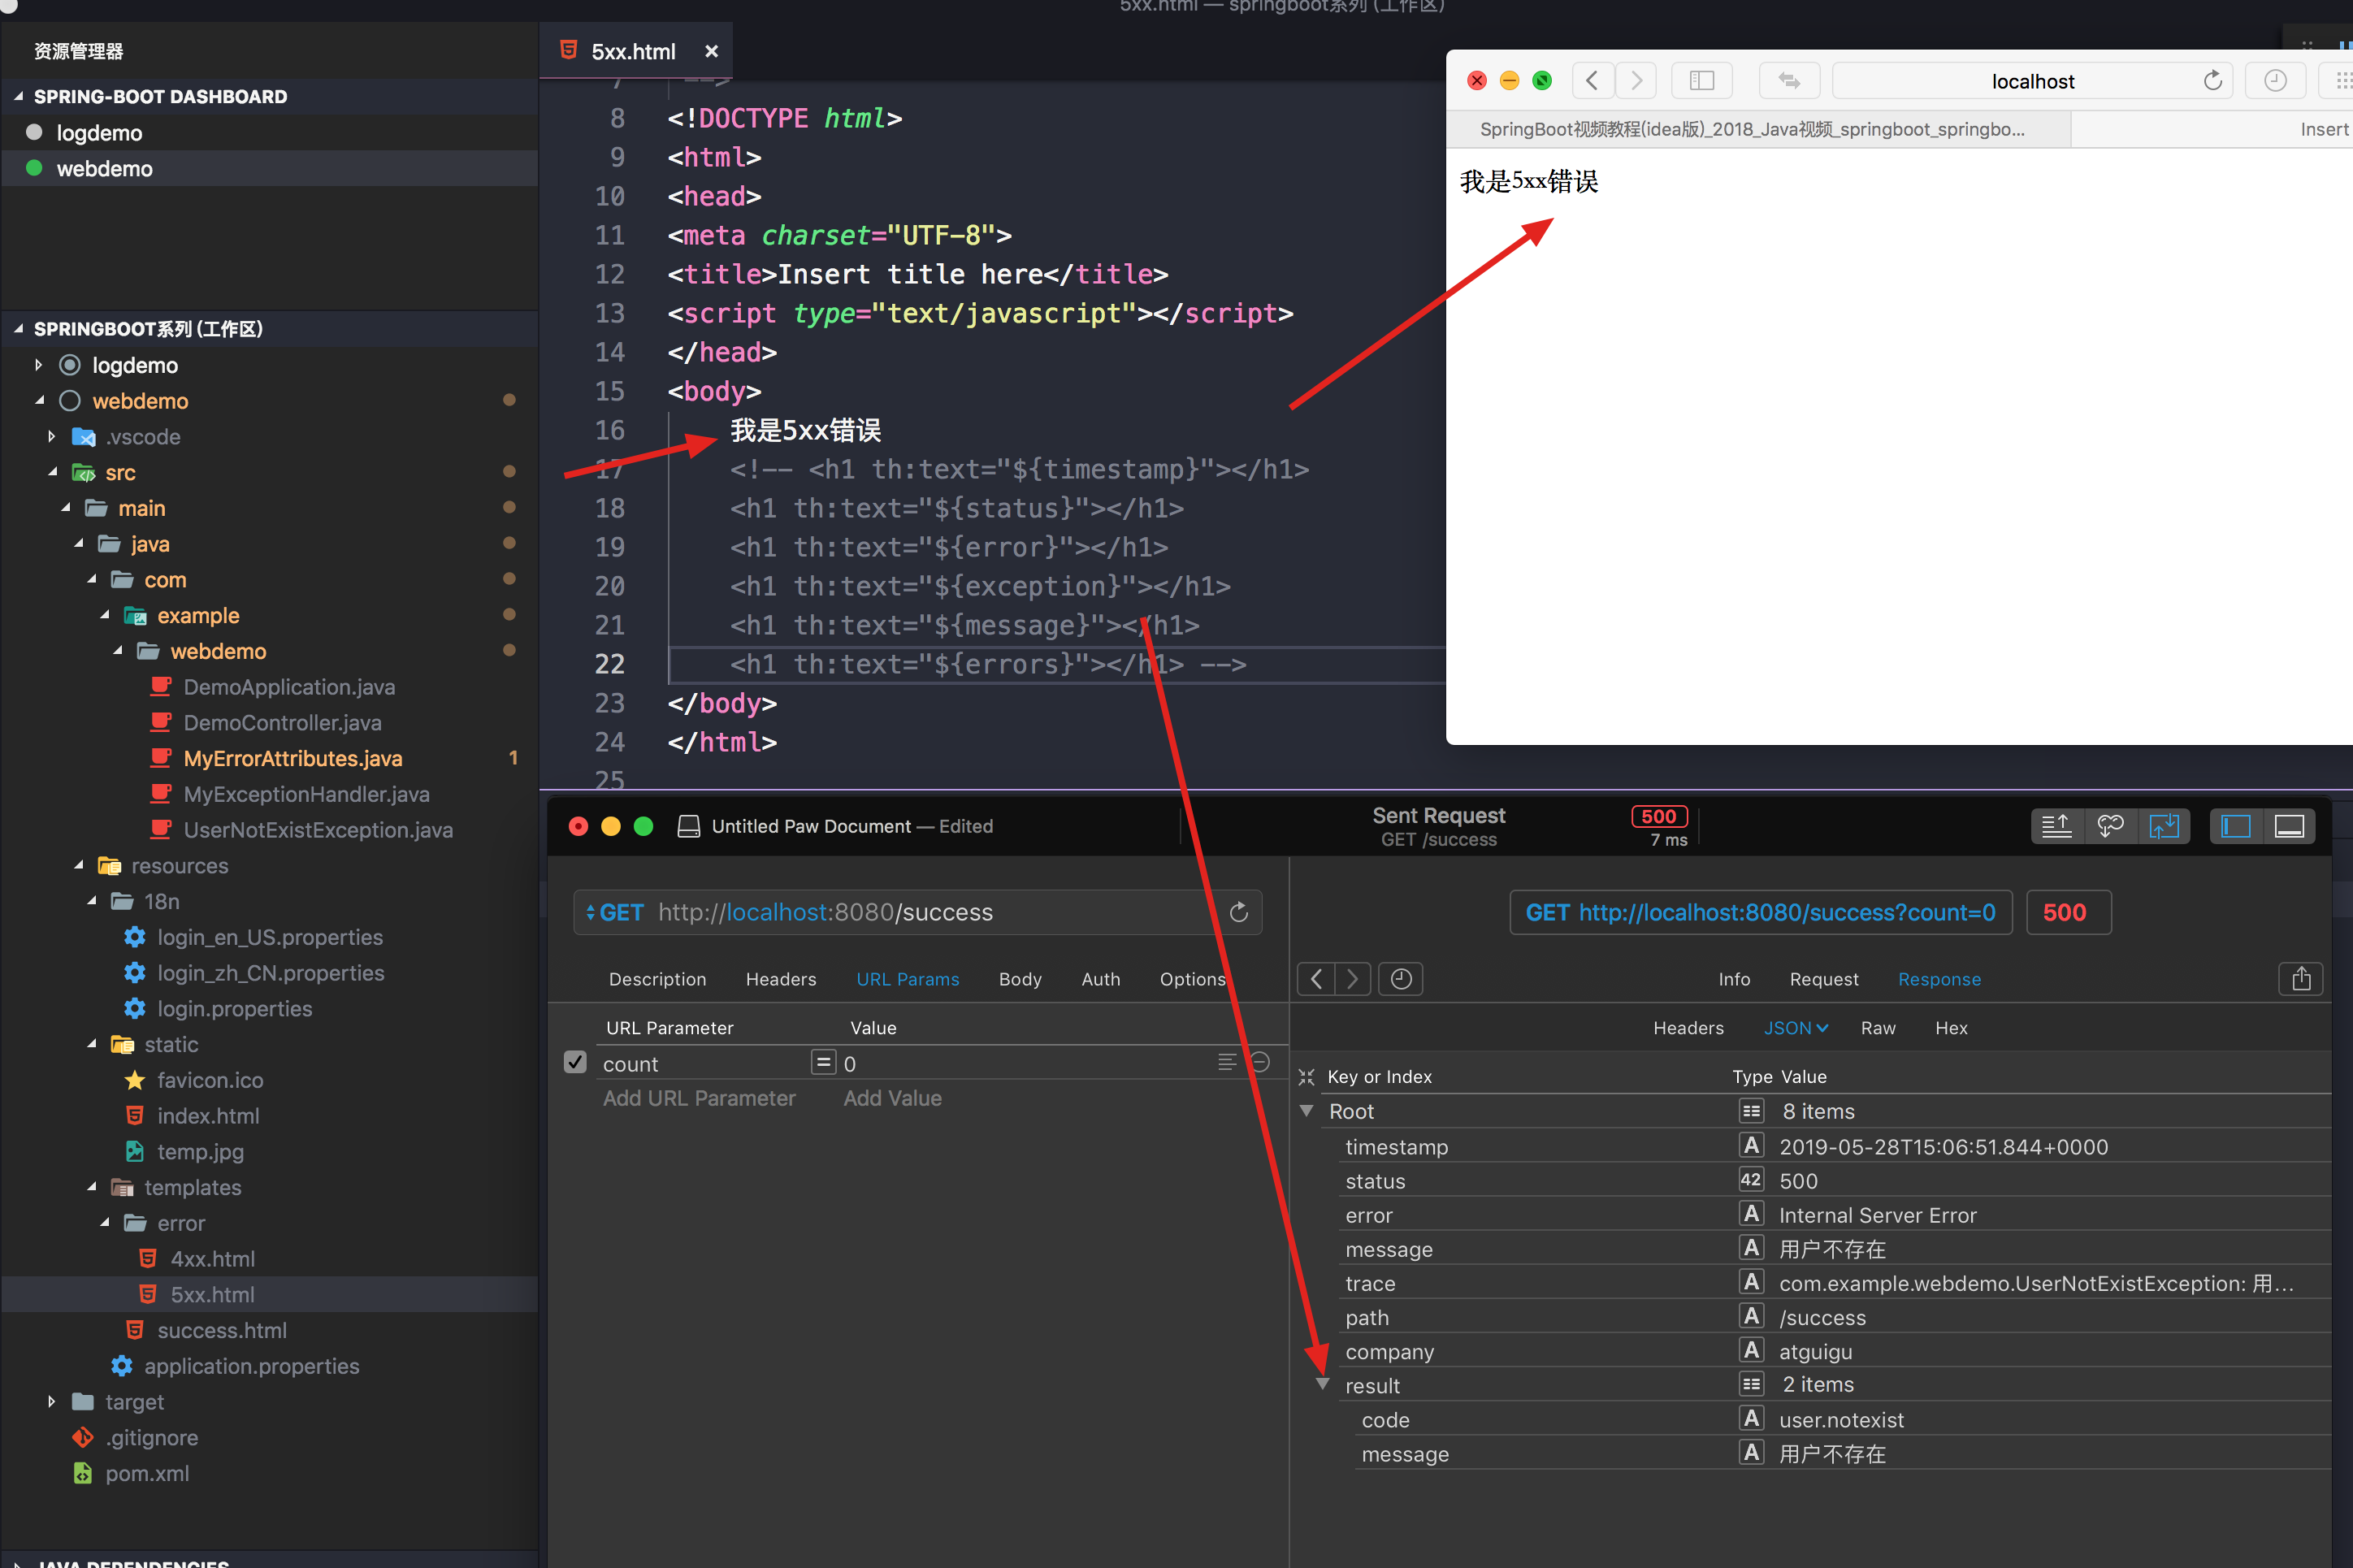 5xx.html — springboot系列 (工作区)
资源管理器
SPRING-BOOT DASHBOARD
logdemo
webdemo
SPRINGBOOT系列 (工作区)
logdemo
webdemo
.vscode
src
main
java
com
example
webdemo
DemoApplication.java
DemoController.java
MyErrorAttributes.java 1
MyExceptionHandler.java
UserNotExistException.java
resources
18n
login_en_US.properties
login_zh_CN.properties
login.properties
static
favicon.ico
index.html
temp.jpg
templates
error
4xx.html
5xx.html
success.html
application.properties
target
.gitignore
pom.xml
JAVA DEPENDENCIES
5xx.html ×
7 -->
8 <!DOCTYPE html>
9 <html>
10 <head>
11 <meta charset="UTF-8">
12 <title>Insert title here</title>
13 <script type="text/javascript"></script>
14 </head>
15 <body>
16 我是5xx错误
17 <!-- <h1 th:text="${timestamp}"></h1>
18 <h1 th:text="${status}"></h1>
19 <h1 th:text="${error}"></h1>
20 <h1 th:text="${exception}"></h1>
21 <h1 th:text="${message}"></h1>
22 <h1 th:text="${errors}"></h1> -->
23 </body>
24 </html>
25
localhost
SpringBoot视频教程(idea版)_2018_Java视频_springboot_springbo... Insert
我是5xx错误
Untitled Paw Document — Edited
Sent Request
GET /success
500
7 ms
GET http://localhost:8080/success
GET http://localhost:8080/success?count=0 500
Description Headers URL Params Body Auth Options
Info Request Response
URL Parameter Value
count = 0
Add URL Parameter Add Value
Headers JSON Raw Hex
Key or Index Type Value
Root 8 items
timestamp A 2019-05-28T15:06:51.844+0000
status 42 500
error A Internal Server Error
message A 用户不存在
trace A com.example.webdemo.UserNotExistException: 用...
path A /success
company A atguigu
result 2 items
code A user.notexist
message A 用户不存在